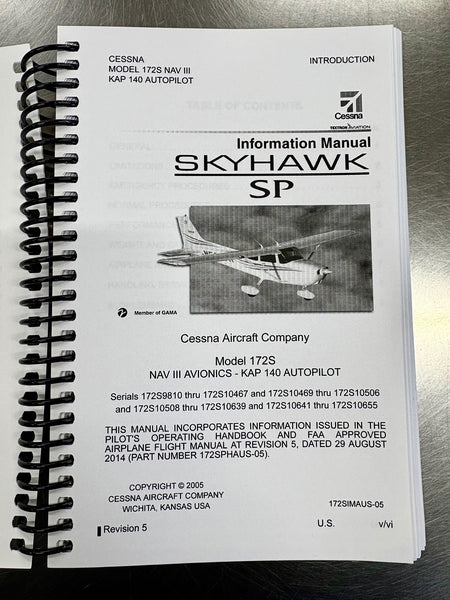 CESSNA
MODEL 172S NAV III
KAP 140 AUTOPILOT
INTRODUCTION
Cessna
TEXTRON AVIATION
Information Manual
SKYHAWK
SP
Member of GAMA
Cessna Aircraft Company
Model 172S
NAV III AVIONICS - KAP 140 AUTOPILOT
Serials 172S9810 thru 172S10467 and 172S10469 thru 172S10506
and 172S10508 thru 172S10639 and 172S10641 thru 172S10655
THIS MANUAL INCORPORATES INFORMATION ISSUED IN THE
PILOT'S OPERATING HANDBOOK AND FAA APPROVED
AIRPLANE FLIGHT MANUAL AT REVISION 5, DATED 29 AUGUST
2014 (PART NUMBER 172SPHAUS-05).
COPYRIGHT © 2005
CESSNA AIRCRAFT COMPANY
WICHITA, KANSAS USA
172SIMAUS-05
Revision 5
U.S.
v/vi